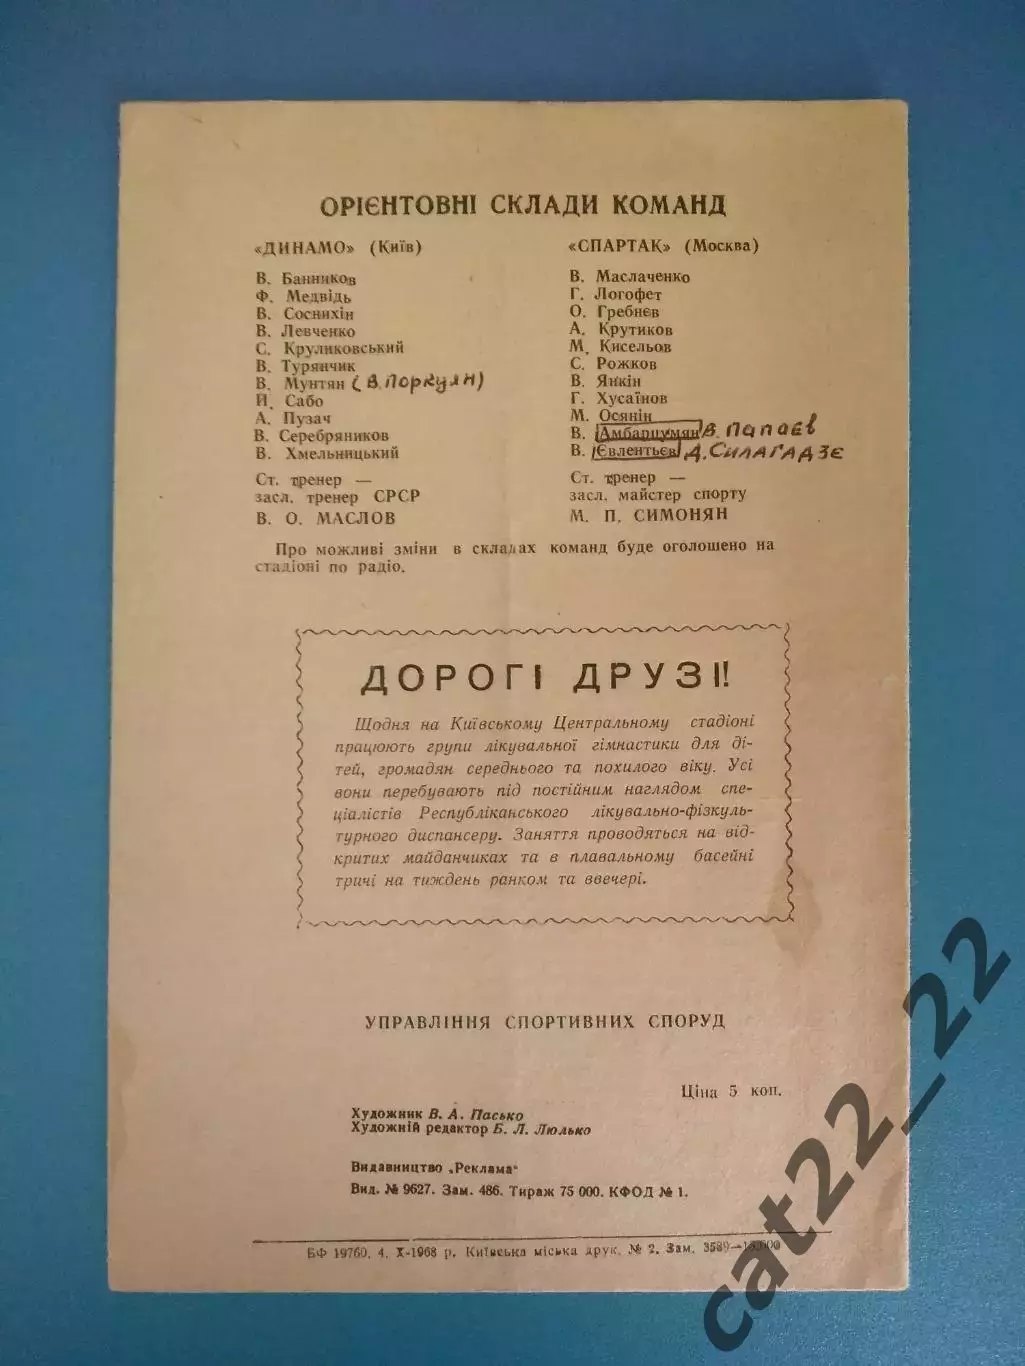 ОРІЄНТОВНІ СКЛАДИ КОМАНД
«ДИНАМО» (Київ)
В. Банников
Ф. Медвідь
В. Соснихін
В. Левченко
С. Круликовський
В. Турянчик
В. Мунтян (В. Поркуян)
Й. Сабо
А. Пузач
В. Серебряников
В. Хмельницький
Ст. тренер —
засл. тренер СРСР
В. О. МАСЛОВ
«СПАРТАК» (Москва)
В. Маслаченко
Г. Логофет
О. Гребнєв
А. Крутиков
М. Кисельов
С. Рожков
В. Янкін
Г. Хусаїнов
М. Осянін
В. Амбарцумян В. ПАПАЕВ
В. Євлентьєв Д. СИЛАГАДЗЕ
Ст. тренер —
засл. майстер спорту
М. П. СИМОНЯН
Про можливі зміни в складах команд буде оголошено на
стадіоні по радіо.
ДОРОГІ ДРУЗІ!
Щодня на Київському Центральному стадіоні
працюють групи лікувальної гімнастики для ді-
тей, громадян середнього та похилого віку. Усі
вони перебувають під постійним наглядом спе-
ціалістів Республіканського лікувально-фізкуль-
турного диспансеру. Заняття проводяться на від-
критих майданчиках та в плавальному басейні
тричі на тиждень ранком та ввечері.
УПРАВЛІННЯ СПОРТИВНИХ СПОРУД
Ціна 5 коп.
Художник В. А. Пасько
Художній редактор Б. Л. Люлько
Видавництво „Реклама"
Вид. № 9627. Зам. 486. Тираж 75 000. КФОД № 1.
БФ 19760. 4. X-1968 р. Київська міська друк. № 2. Зам. 3589—
cat22_22